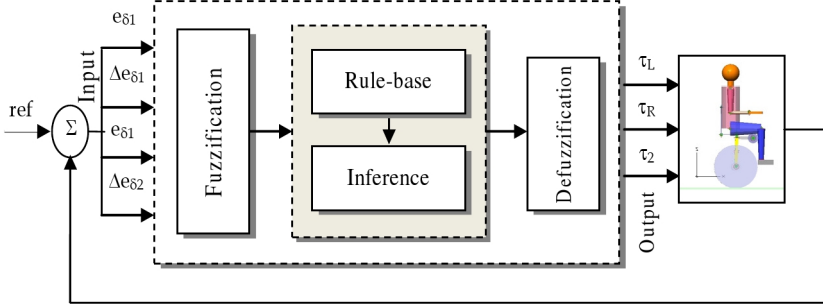 ref
Σ
Input
eδ1
Δeδ1
eδ1
Δeδ2
Fuzzification
Rule-base
Inference
Defuzzification
τL
τR
τ2
Output